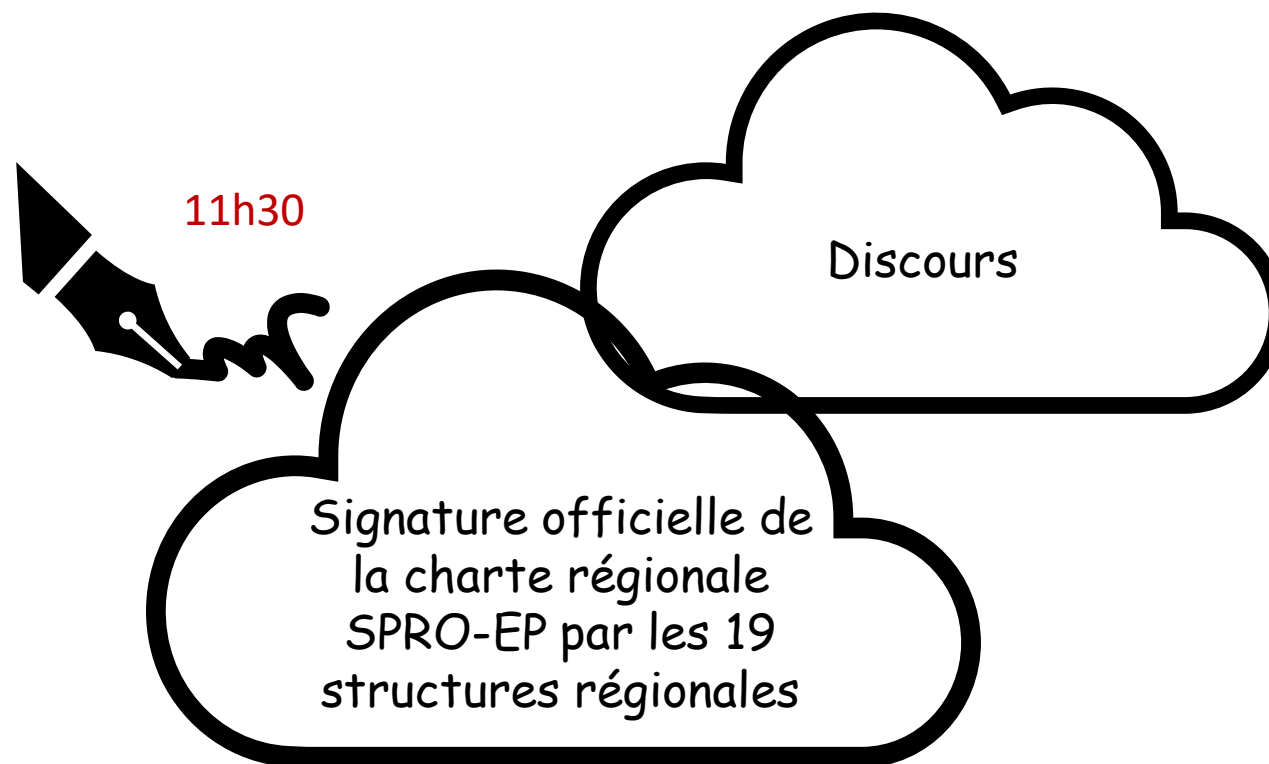 11h30
Discours
Signature officielle de
la charte régionale
SPRO-EP par les 19
structures régionales